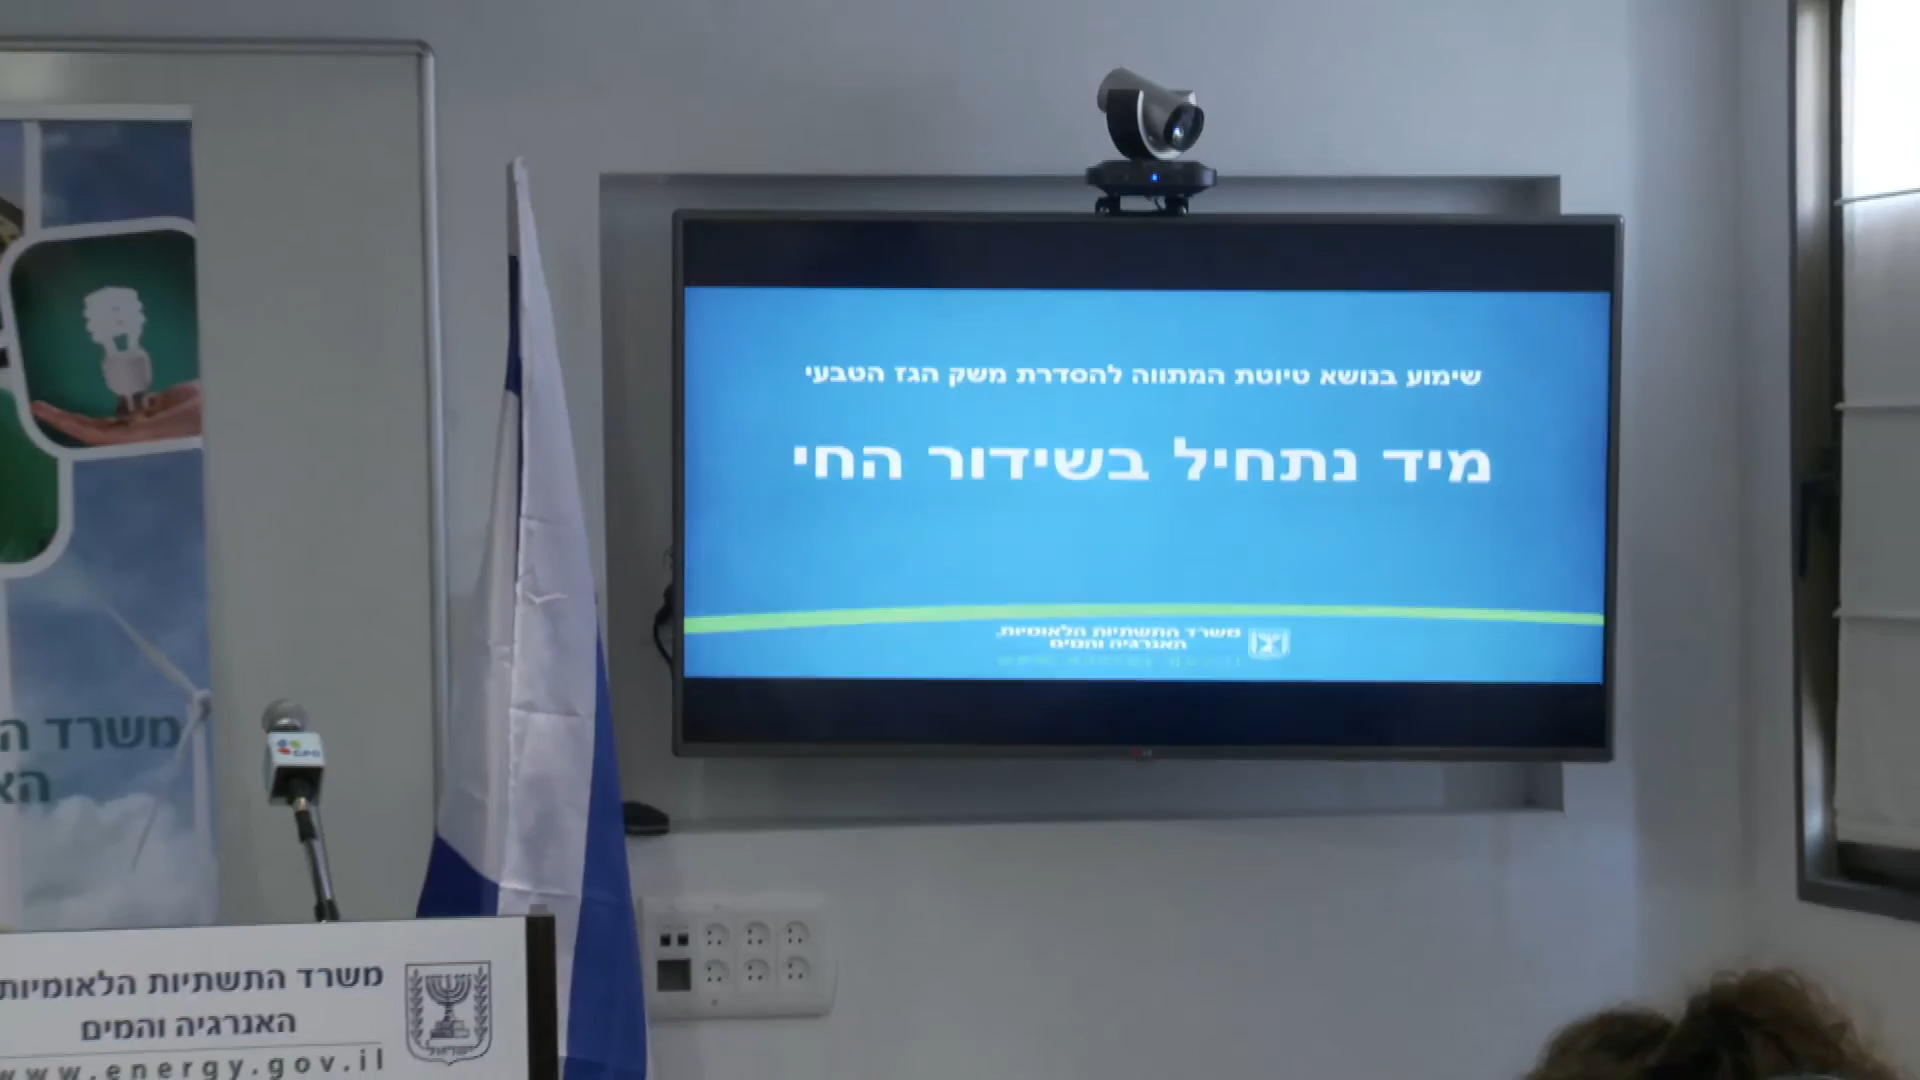 שימוע בנושא טיוטת המתווה להסדרת משק הגז הטבעי
מיד נתחיל בשידור החי
משרד התשתיות הלאומיות,
האנרגיה והמים
משרד ה
הא
GPO
משרד התשתיות הלאומיות
האנרגיה והמים
www.energy.gov.il
ישראל
LG